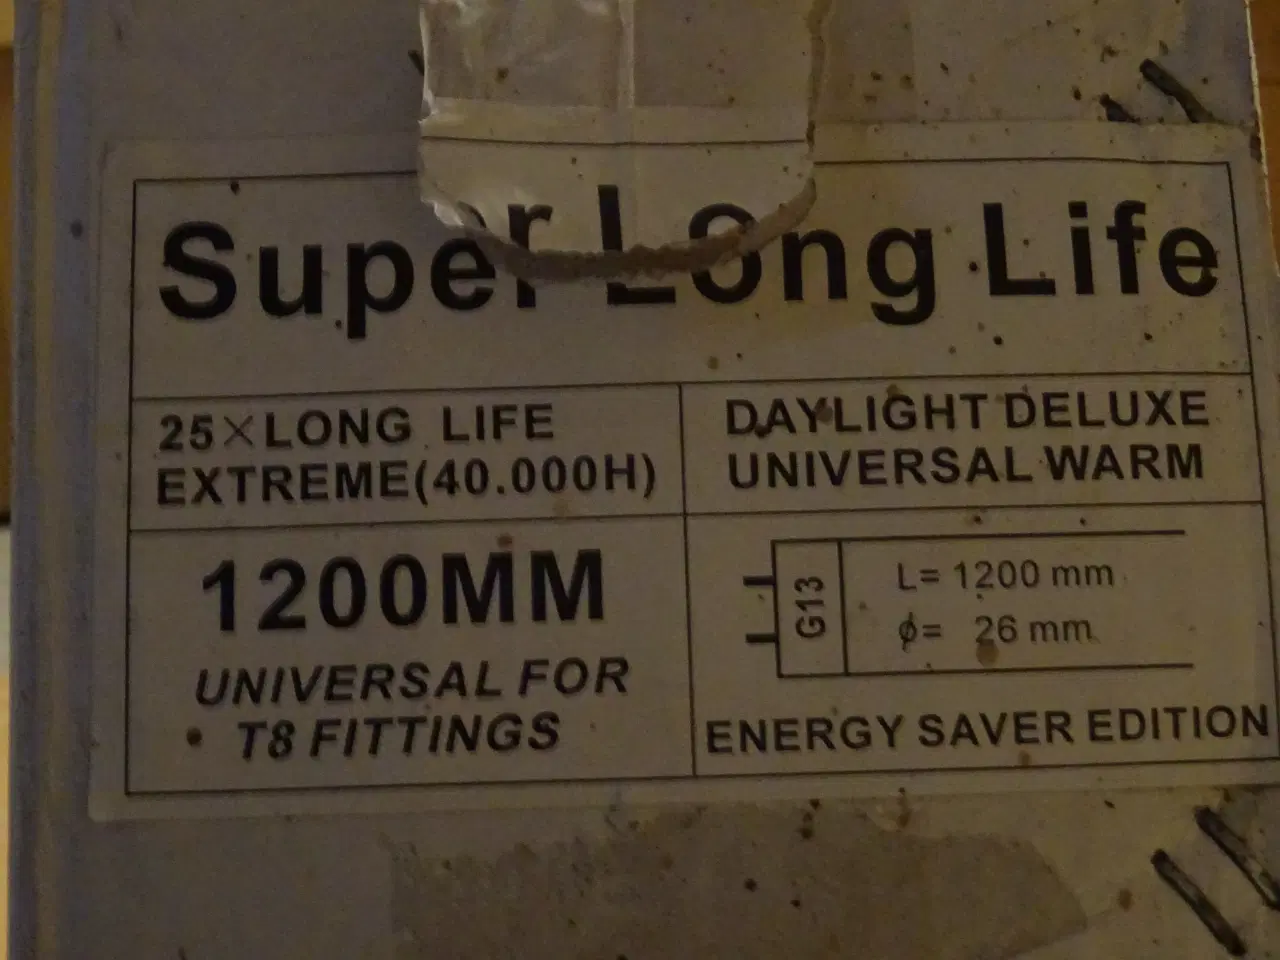 Super Long Life
25×LONG LIFE
EXTREME(40.000H)
DAYLIGHT DELUXE
UNIVERSAL WARM
1200MM
UNIVERSAL FOR
T8 FITTINGS
G13
L= 1200 mm
ϕ= 26 mm
ENERGY SAVER EDITION